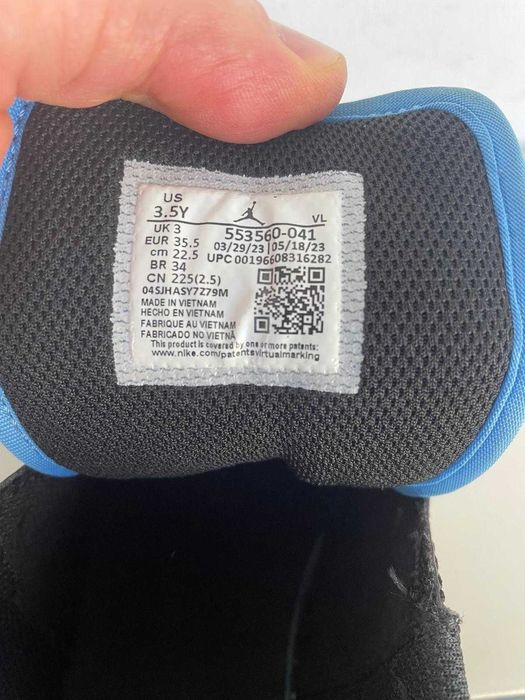 US
3.5Y
VL
UK 3
EUR 35.5
cm 22.5
BR 34
CN 225(2.5)
553560-041
03/29/23 | 05/18/23
UPC 00196608316282
04SJHASY7Z79M
MADE IN VIETNAM
HECHO EN VIETNAM
FABRIQUE AU VIETNAM
FABRICADO NO VIETNÃ
This product is covered by one or more patents:
www.nike.com/patentsvirtualmarking